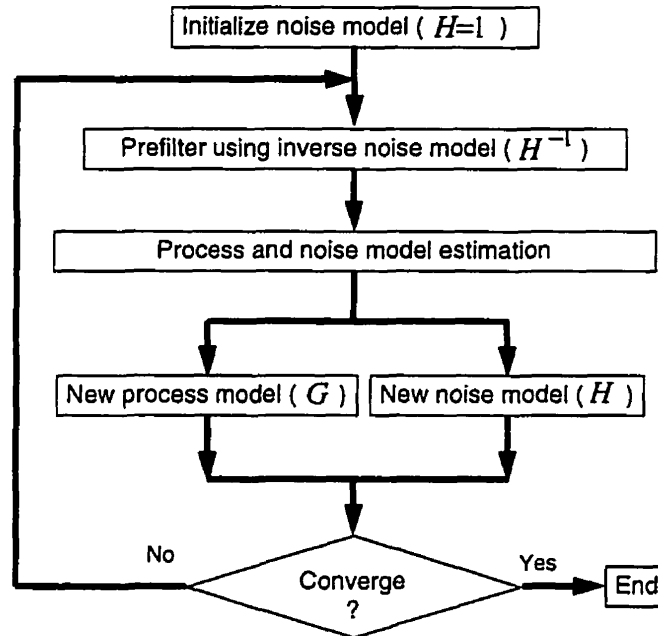 Initialize noise model ( H=1 )
Prefilter using inverse noise model ( H⁻¹ )
Process and noise model estimation
New process model ( G )
New noise model ( H )
No
Converge
?
Yes
End